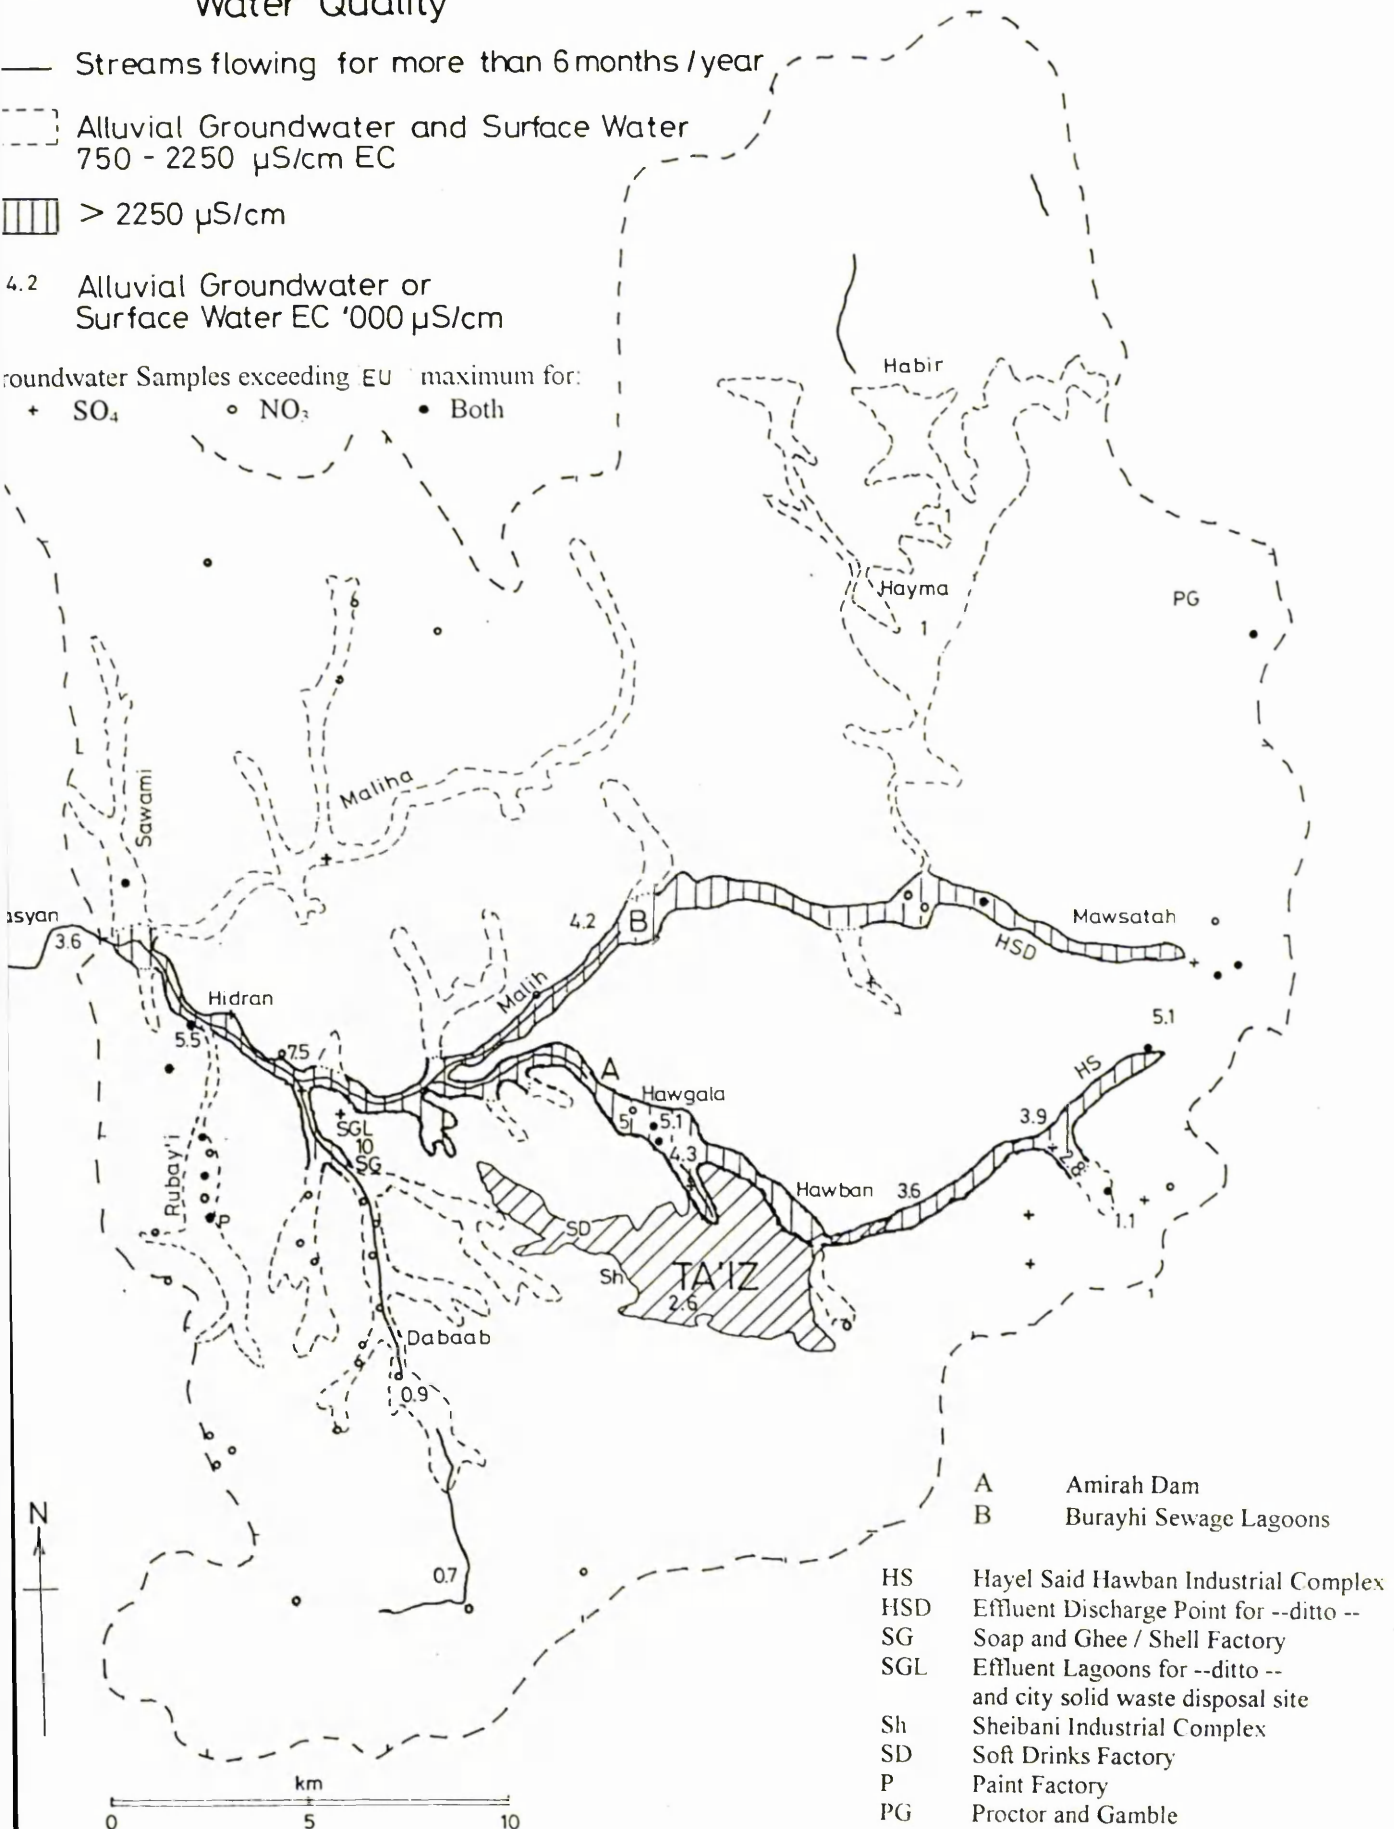 Water Quality
Streams flowing for more than 6 months / year
Alluvial Groundwater and Surface Water
750 - 2250 µS/cm EC
> 2250 µS/cm
4.2 Alluvial Groundwater or
Surface Water EC '000 µS/cm
roundwater Samples exceeding EU maximum for:
+ SO₄ ○ NO₃ ● Both
Habir
1
Hayma
1
PG
Sawami
Maliha
asyan
3.6
4.2
B
Mawsatah
HSD
Malih
Hidran
5.5
7.5
5.1
HS
A
Hawgala
5
5.1
4.3
3.9
2.8
SGL
10
SG
Rubay'i
P
Hawban
3.6
1.1
SD
Sh
TA'IZ
2.6
Dabaab
0.9
0.7
N
km
0 5 10
A Amirah Dam
B Burayhi Sewage Lagoons
HS Hayel Said Hawban Industrial Complex
HSD Effluent Discharge Point for --ditto --
SG Soap and Ghee / Shell Factory
SGL Effluent Lagoons for --ditto --
and city solid waste disposal site
Sh Sheibani Industrial Complex
SD Soft Drinks Factory
P Paint Factory
PG Proctor and Gamble